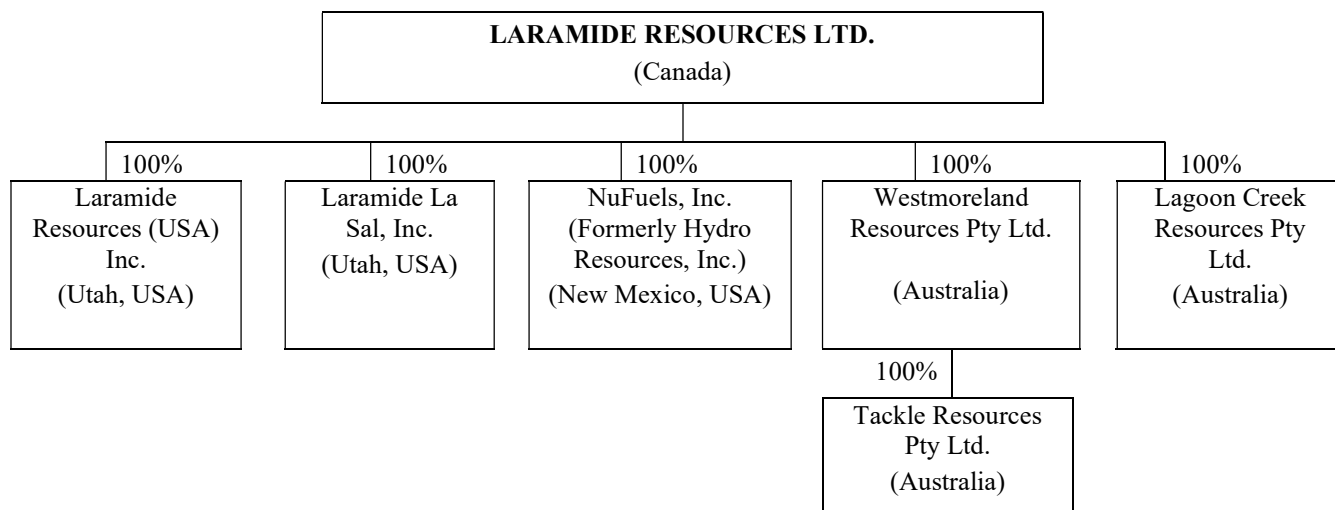 LARAMIDE RESOURCES LTD.
(Canada)
100%
100%
100%
100%
100%
Laramide
Resources (USA)
Inc.
(Utah, USA)
Laramide La
Sal, Inc.
(Utah, USA)
NuFuels, Inc.
(Formerly Hydro
Resources, Inc.)
(New Mexico, USA)
Westmoreland
Resources Pty Ltd.
(Australia)
Lagoon Creek
Resources Pty
Ltd.
(Australia)
100%
Tackle Resources
Pty Ltd.
(Australia)